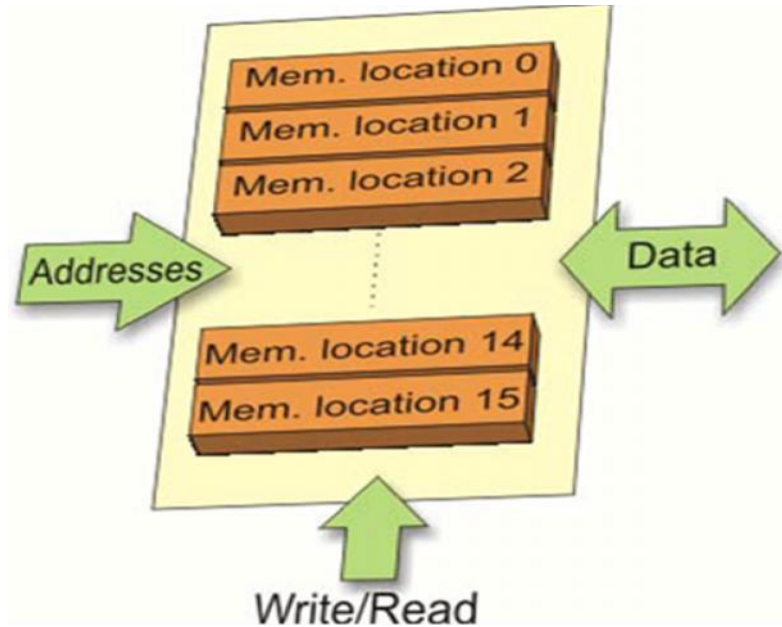 Mem. location 0
Mem. location 1
Mem. location 2
Addresses
Data
Mem. location 14
Mem. location 15
Write/Read